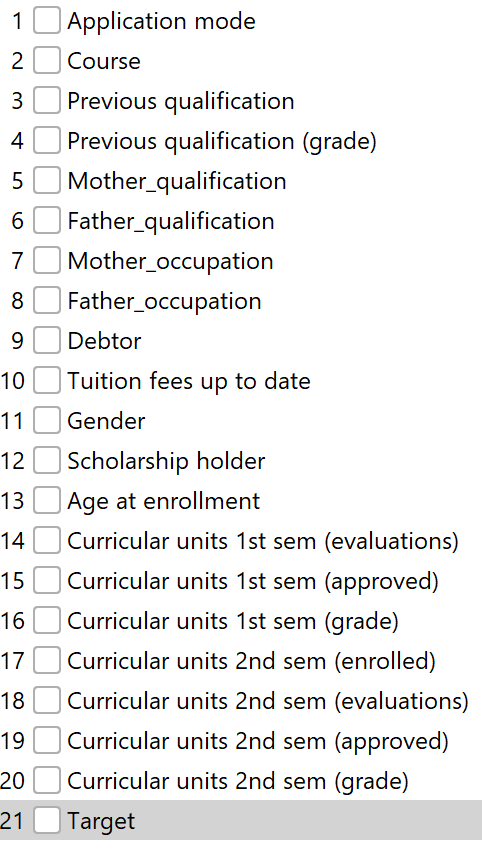 1 Application mode
2 Course
3 Previous qualification
4 Previous qualification (grade)
5 Mother_qualification
6 Father_qualification
7 Mother_occupation
8 Father_occupation
9 Debtor
10 Tuition fees up to date
11 Gender
12 Scholarship holder
13 Age at enrollment
14 Curricular units 1st sem (evaluations)
15 Curricular units 1st sem (approved)
16 Curricular units 1st sem (grade)
17 Curricular units 2nd sem (enrolled)
18 Curricular units 2nd sem (evaluations)
19 Curricular units 2nd sem (approved)
20 Curricular units 2nd sem (grade)
21 Target